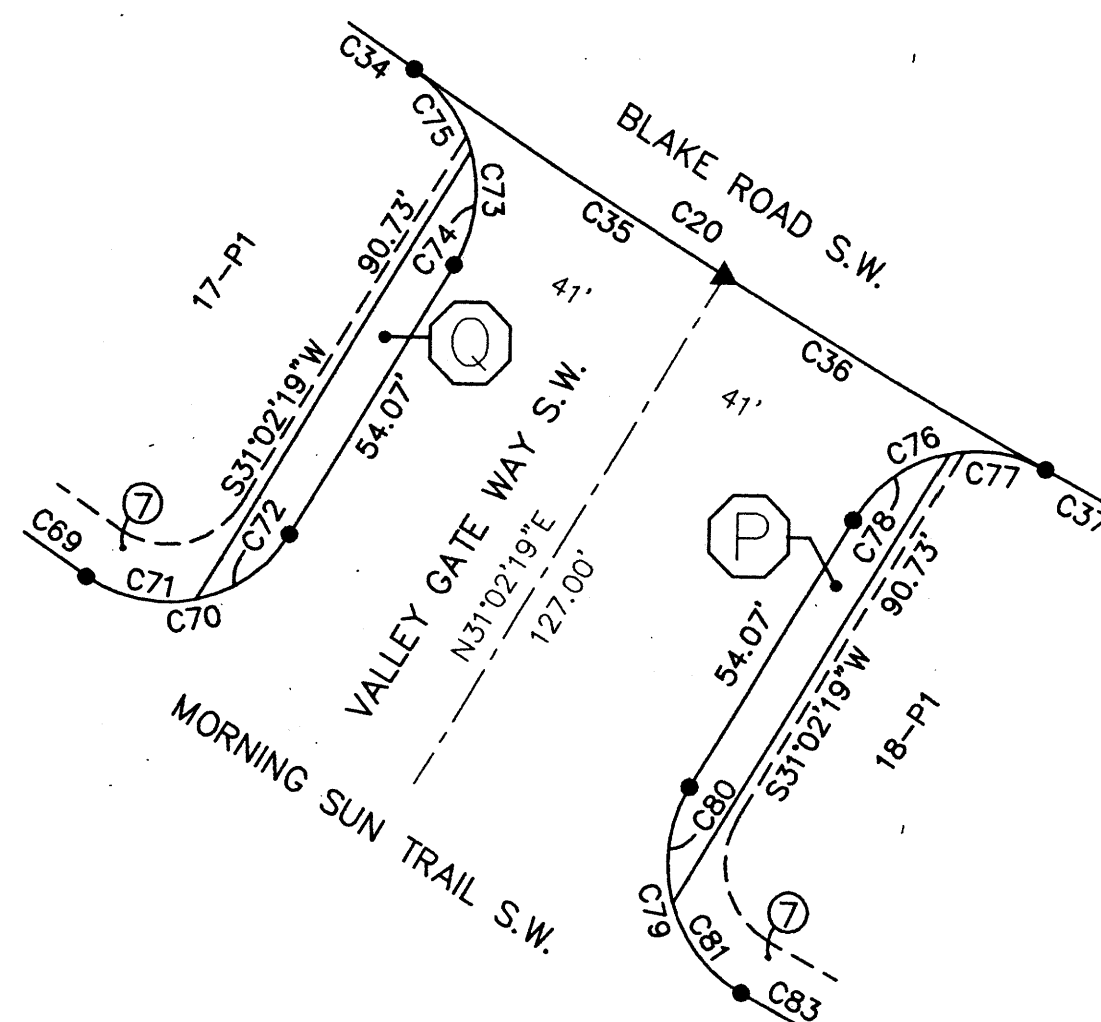 C34
C75
BLAKE ROAD S.W.
C73
C35
C20
90.73'
C74
17-P1
41'
Q
C36
41'
S31°02'19"W
54.07'
C76
C77
C37
VALLEY GATE WAY S.W.
7
C72
C69
C71
C70
P
C78
90.73'
N31°02'19"E
127.00'
54.07'
S31°02'19"W
18-P1
MORNING SUN TRAIL S.W.
C80
C79
7
C81
C83